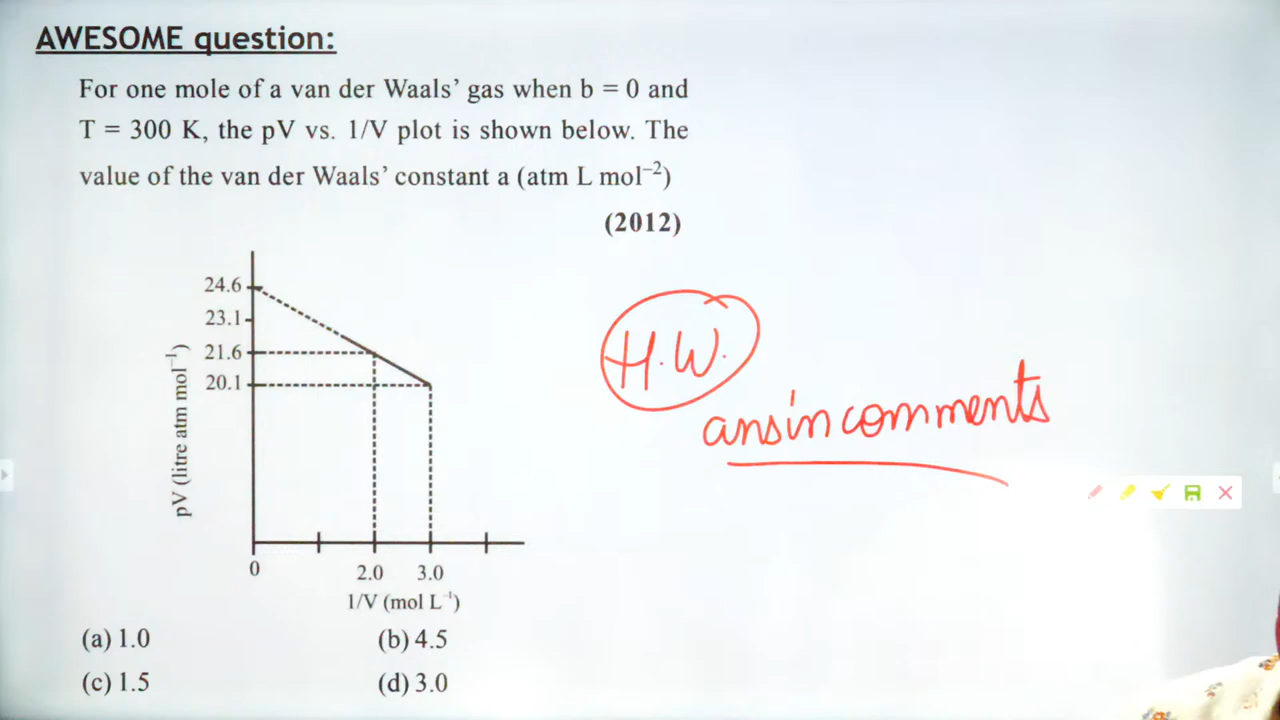 AWESOME question:
For one mole of a van der Waals’ gas when b = 0 and
T = 300 K, the pV vs. 1/V plot is shown below. The
value of the van der Waals’ constant a (atm L mol⁻²)
(2012)
24.6
23.1
21.6
20.1
pV (litre atm mol⁻¹)
0
2.0 3.0
1/V (mol L⁻¹)
H.W.
ans in comments
(a) 1.0 (b) 4.5
(c) 1.5 (d) 3.0